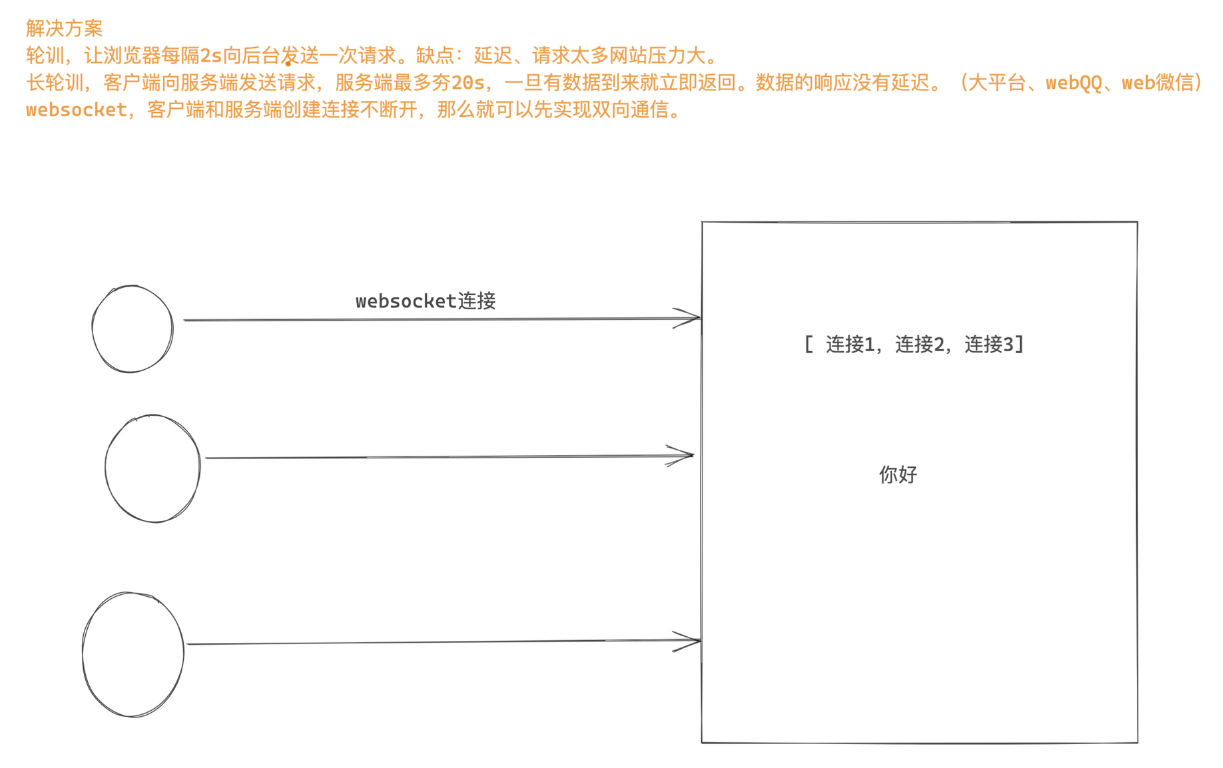 解决方案
轮训，让浏览器每隔2s向后台发送一次请求。缺点：延迟、请求太多网站压力大。
长轮训，客户端向服务端发送请求，服务端最多夯20s，一旦有数据到来就立即返回。数据的响应没有延迟。（大平台、webQQ、web微信）
websocket，客户端和服务端创建连接不断开，那么就可以先实现双向通信。
websocket连接
[ 连接1，连接2，连接3]
你好